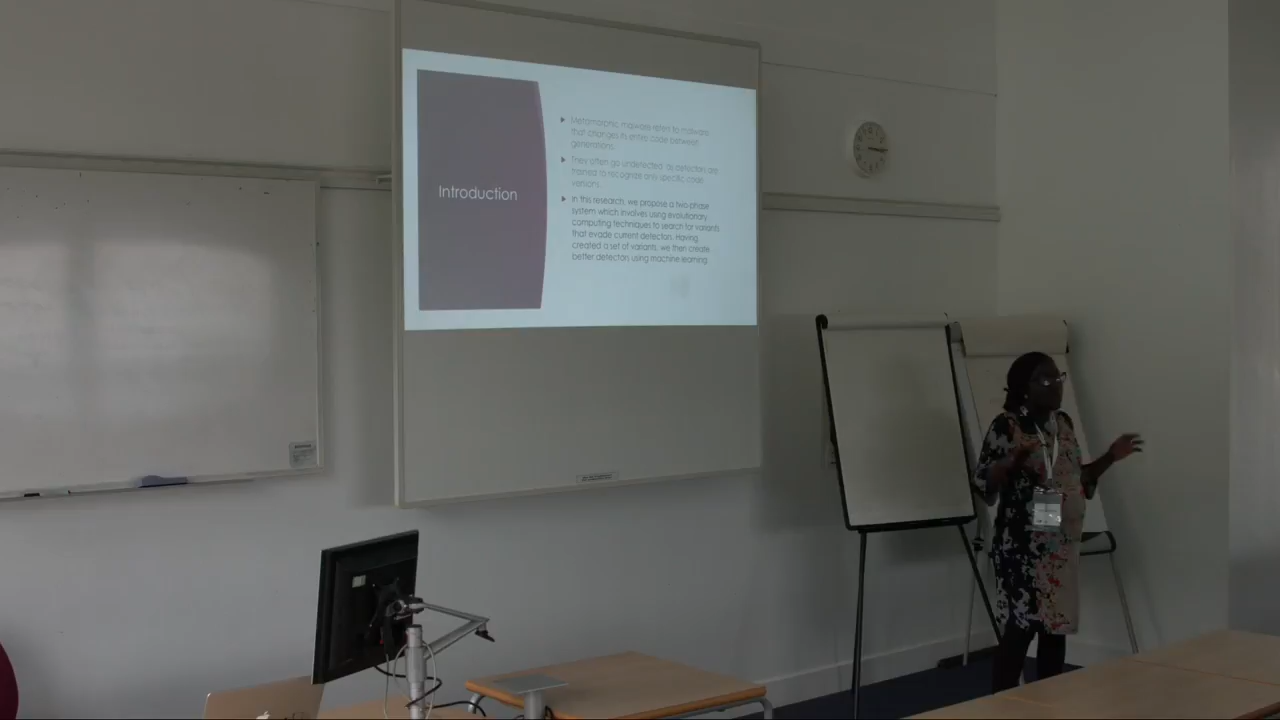 Introduction
Metamorphic malware refers to malware
that changes its entire code between
generations.
They often go undetected as detectors are
trained to recognize only specific code
versions.
In this research, we propose a two phase
system which involves using evolutionary
computing techniques to search for variants
that evade current detectors. Having
created a set of variants, we then create
better detectors using machine learning